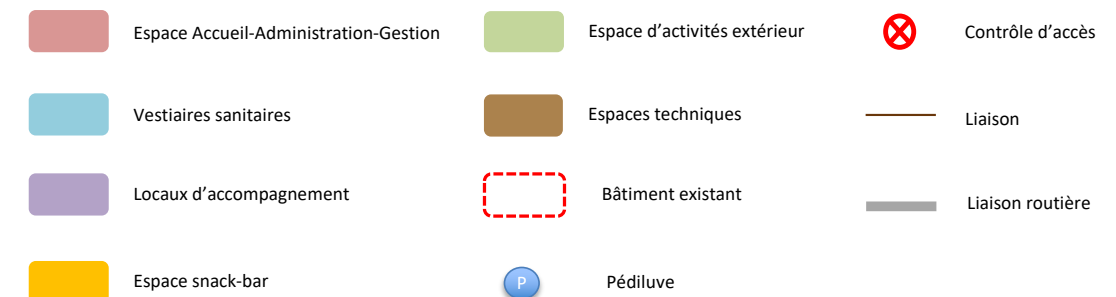 Espace Accueil-Administration-Gestion
Espace d'activités extérieur
Contrôle d'accès
Vestiaires sanitaires
Espaces techniques
Liaison
Locaux d'accompagnement
Bâtiment existant
Liaison routière
Espace snack-bar
P
Pédiluve